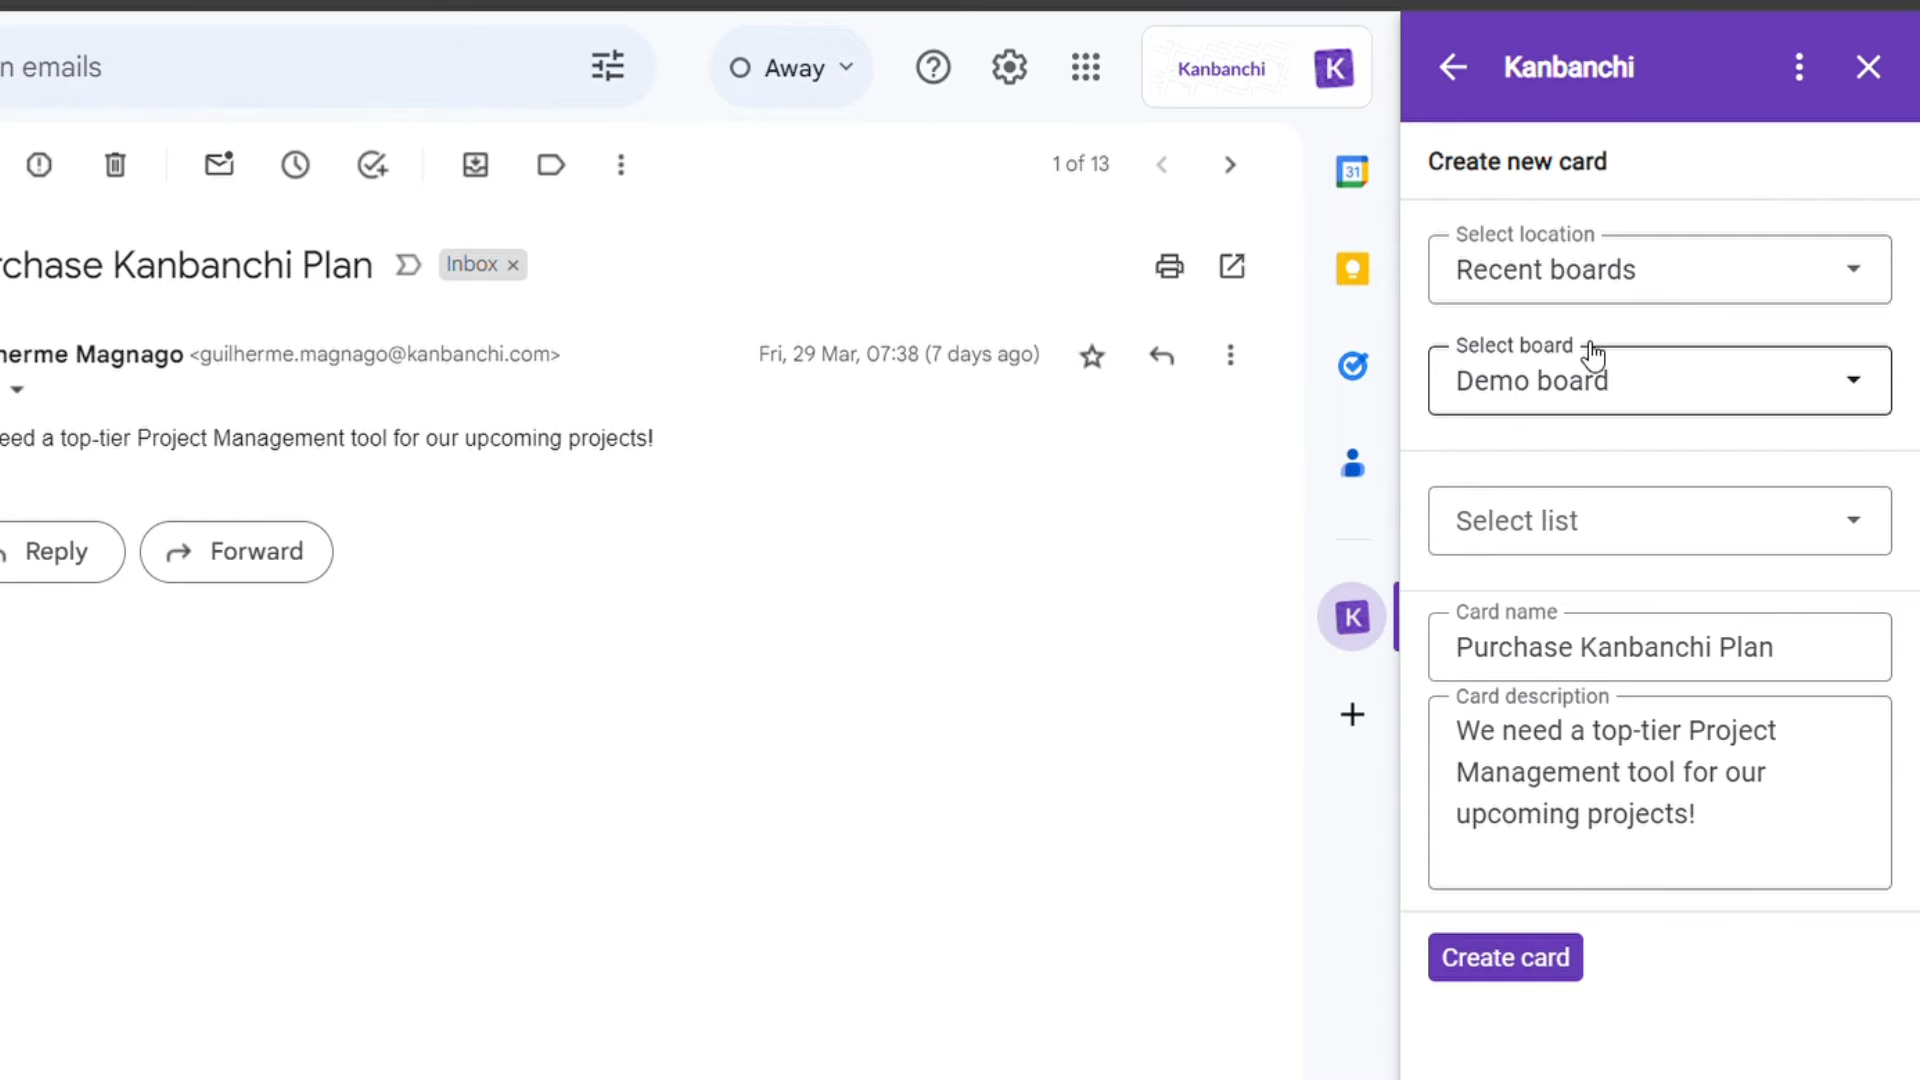 n emails
Away
Kanbanchi
K
Kanbanchi
1 of 13
31
Create new card
rchase Kanbanchi Plan
Inbox
Select location
Recent boards
herme Magnago <guilherme.magnago@kanbanchi.com>
Fri, 29 Mar, 07:38 (7 days ago)
Select board
Demo board
eed a top-tier Project Management tool for our upcoming projects!
Select list
Reply
Forward
K
Card name
Purchase Kanbanchi Plan
Card description
We need a top-tier Project
Management tool for our
upcoming projects!
Create card